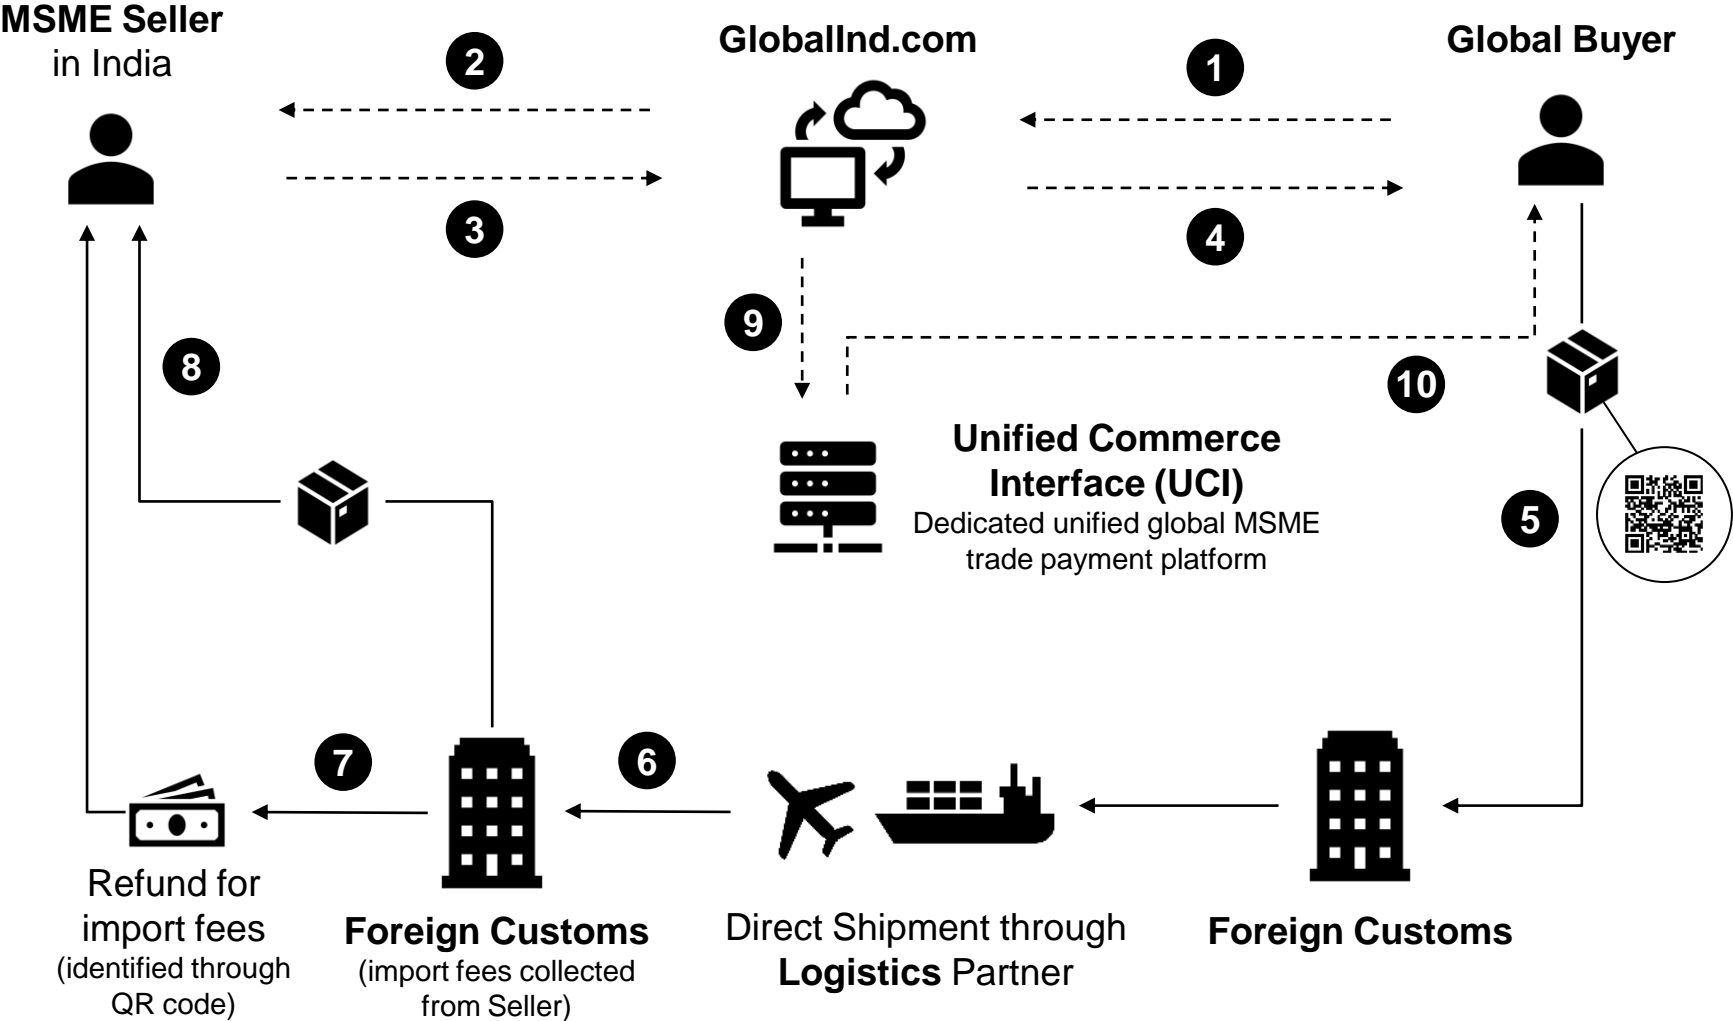 MSME Seller
in India
2
GlobalInd.com
1
Global Buyer
3
4
9
8
10
Unified Commerce
Interface (UCI)
Dedicated unified global MSME
trade payment platform
5
7
6
Refund for
import fees
(identified through
QR code)
Foreign Customs
(import fees collected
from Seller)
Direct Shipment through
Logistics Partner
Foreign Customs